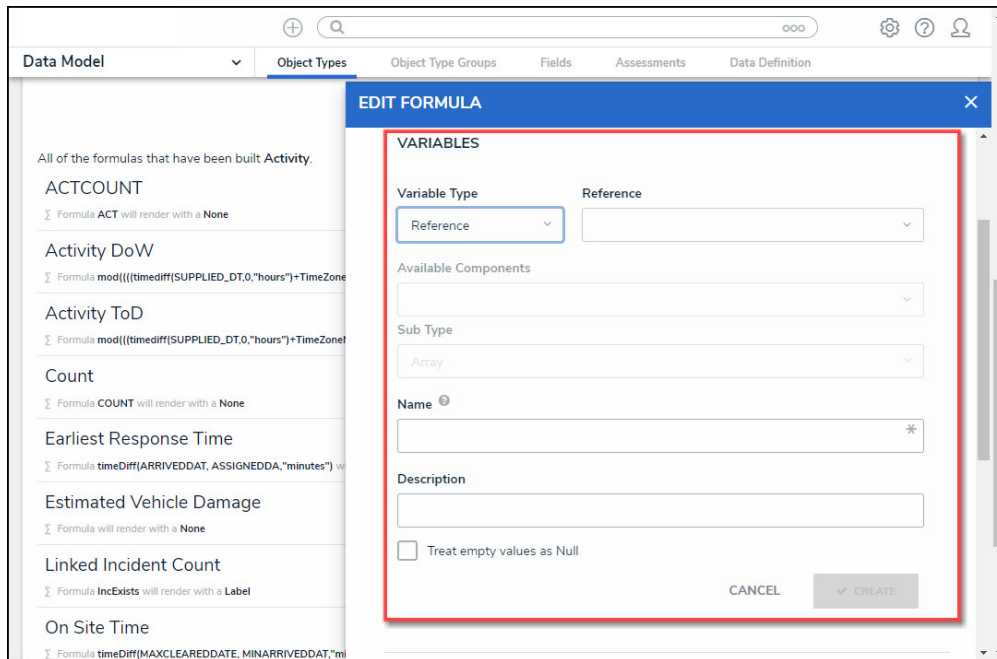 Data Model
Object Types
Object Type Groups
Fields
Assessments
Data Definition
EDIT FORMULA
All of the formulas that have been built Activity.
ACTCOUNT
∑ Formula ACT will render with a None
Activity DoW
∑ Formula mod((((timediff(SUPPLIED_DT,0,"hours")+TimeZone
Activity ToD
∑ Formula mod(((timediff(SUPPLIED_DT,0,"hours")+TimeZone
Count
∑ Formula COUNT will render with a None
Earliest Response Time
∑ Formula timeDiff(ARRIVEDDAT, ASSIGNEDDA,"minutes") w
Estimated Vehicle Damage
∑ Formula will render with a None
Linked Incident Count
∑ Formula IncExists will render with a Label
On Site Time
∑ Formula timeDiff(MAXCLEAREDDATE, MINARRIVEDDAT,"mi
VARIABLES
Variable Type
Reference
Reference
Available Components
Sub Type
Array
Name
*
Description
Treat empty values as Null
CANCEL
✓ CREATE